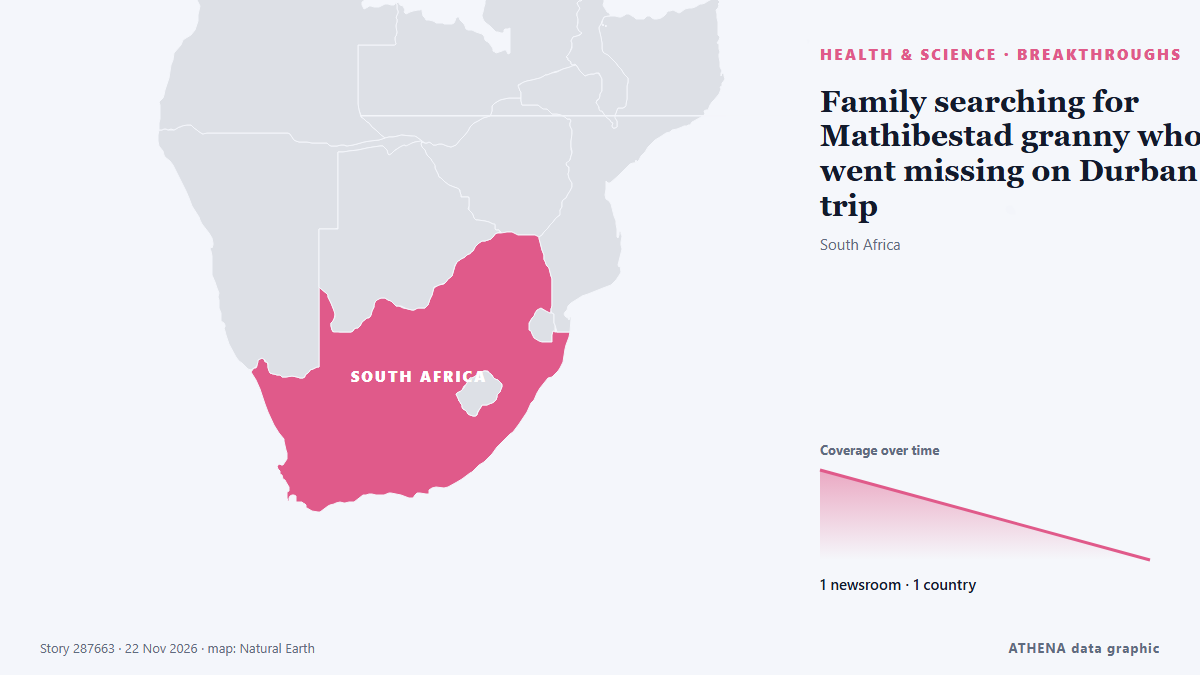 HEALTH & SCIENCE · BREAKTHROUGHS
Family searching for
Mathibestad granny who
went missing on Durban
trip
South Africa
SOUTH AFRICA
Coverage over time
1 newsroom · 1 country
Story 287663 · 22 Nov 2026 · map: Natural Earth
ATHENA data graphic